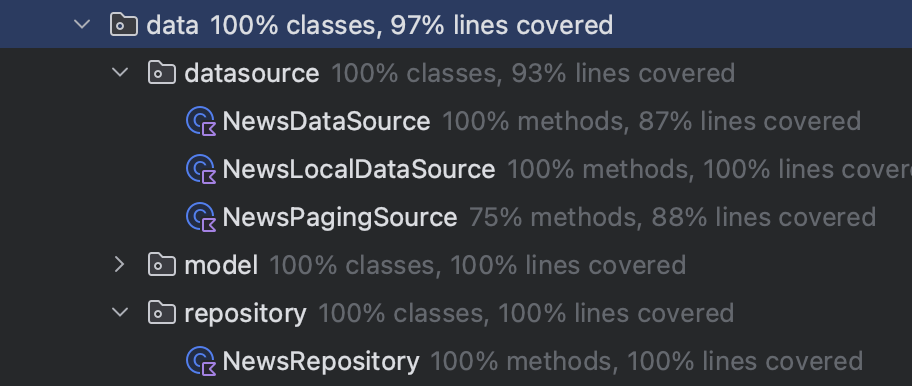 data 100% classes, 97% lines covered
datasource 100% classes, 93% lines covered
NewsDataSource 100% methods, 87% lines covered
NewsLocalDataSource 100% methods, 100% lines cover
NewsPagingSource 75% methods, 88% lines covered
model 100% classes, 100% lines covered
repository 100% classes, 100% lines covered
NewsRepository 100% methods, 100% lines covered